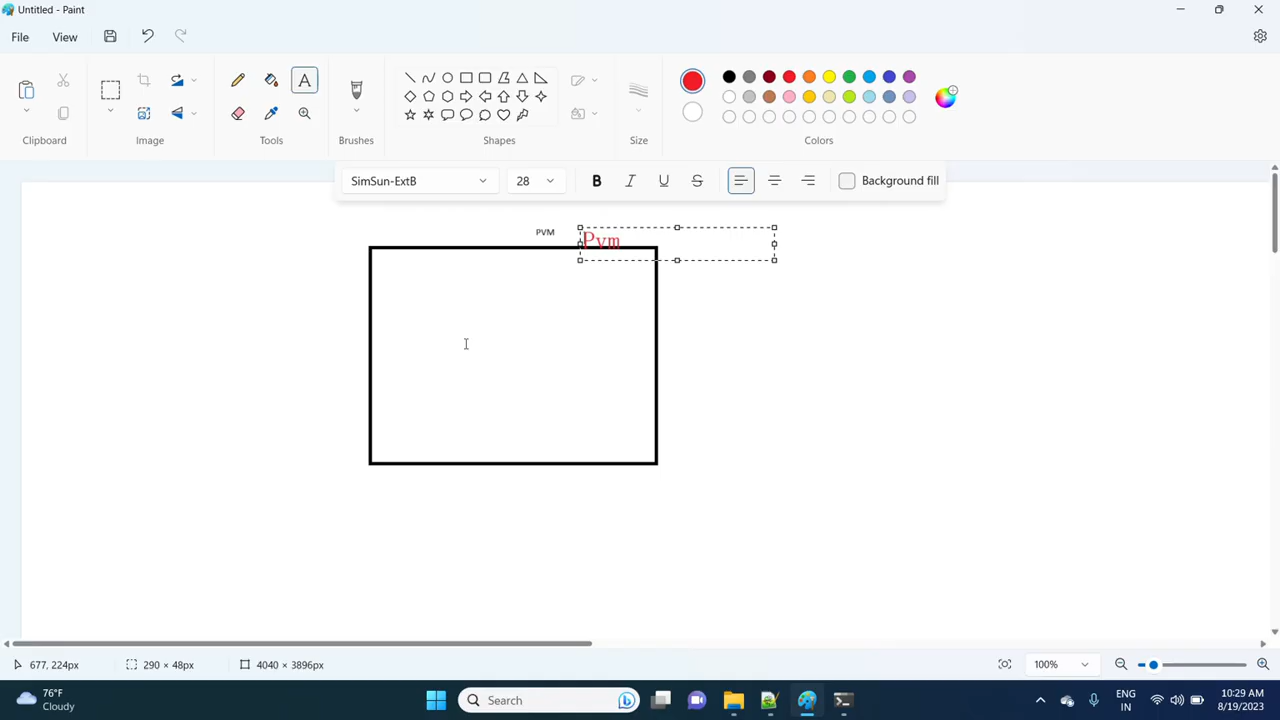 Untitled - Paint
File View
Clipboard Image Tools Brushes Shapes Size Colors
SimSun-ExtB 28 B I U Background fill
PVM
Pvm
677, 224px 290 × 48px 4040 × 3896px 100%
76°F
Cloudy
Search
ENG
IN
10:29 AM
8/19/2023